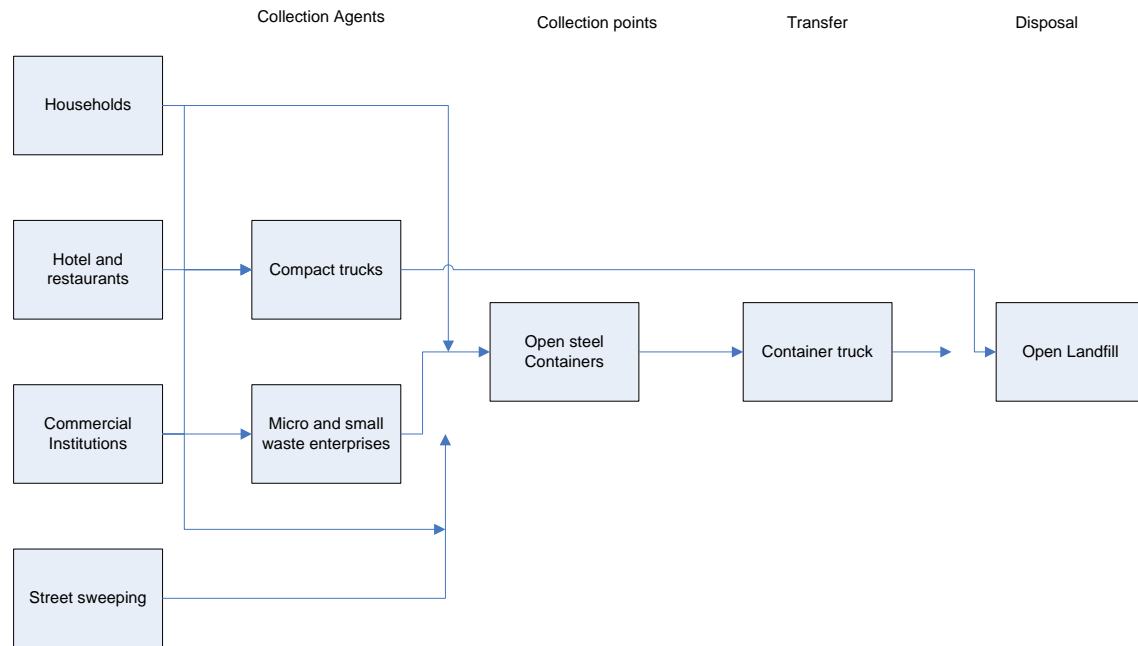 Collection Agents
Collection points
Transfer
Disposal
Households
Hotel and
restaurants
Compact trucks
Open steel
Containers
Container truck
Open Landfill
Commercial
Institutions
Micro and small
waste enterprises
Street sweeping